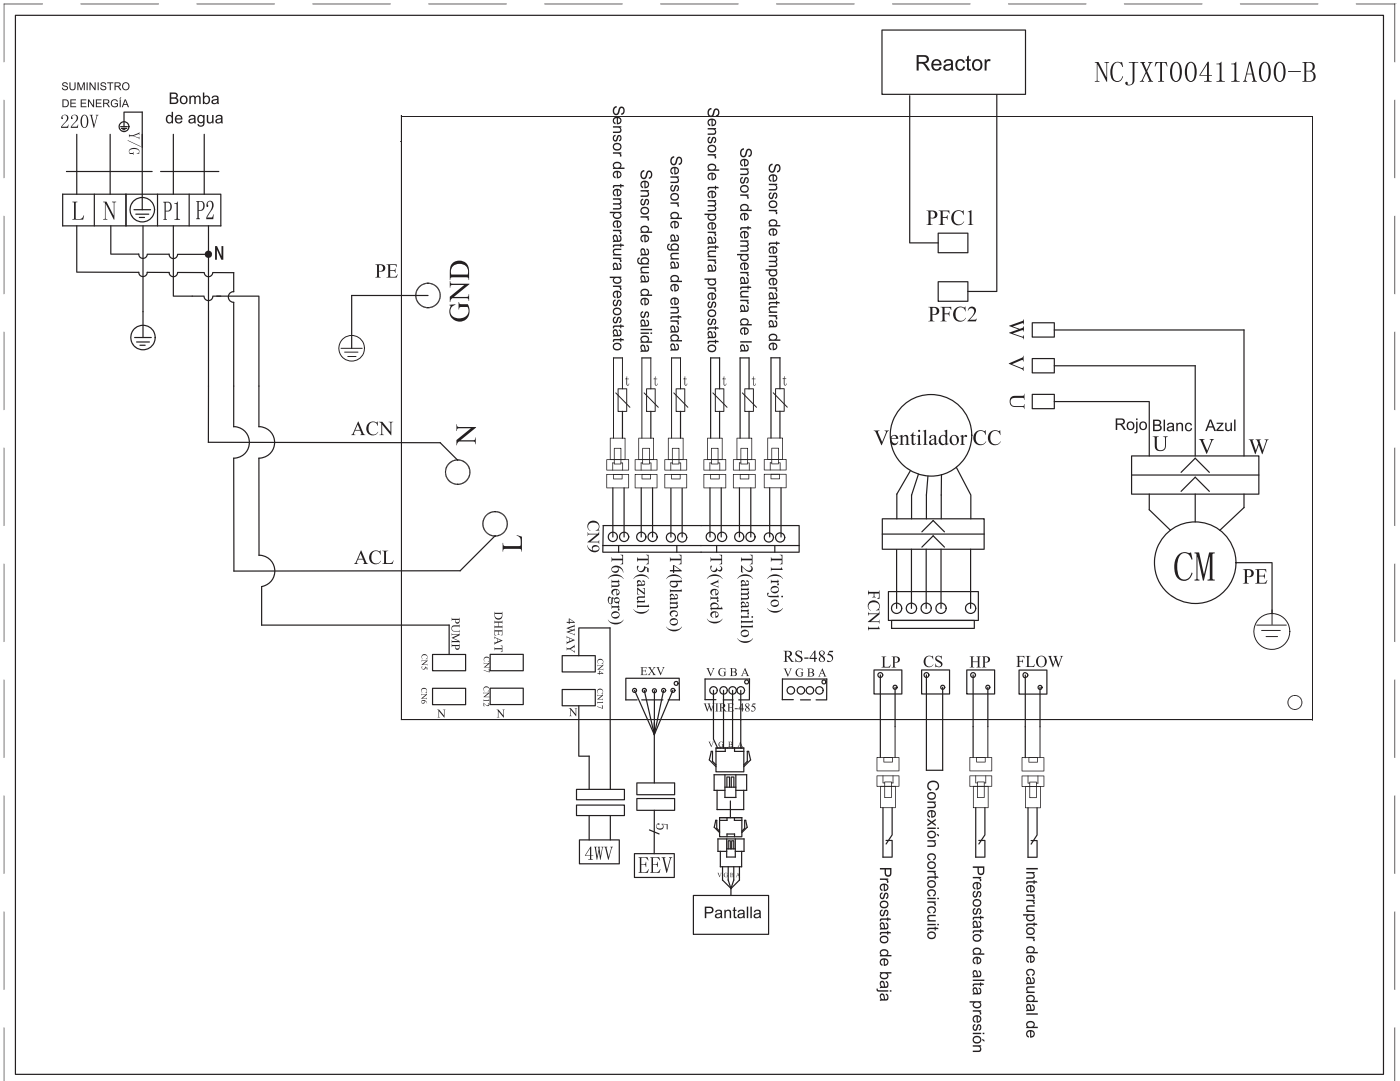 Reactor
NCJXT00411A00-B
SUMINISTRO
DE ENERGÍA
220V
Y/G
Bomba
de agua
L
N
P1
P2
N
PE
GND
ACN
N
ACL
L
Sensor de temperatura presostato
Sensor de agua de salida
Sensor de agua de entrada
Sensor de temperatura presostato
Sensor de temperatura de la
Sensor de temperatura de
t
t
t
t
t
t
CN9
T6(negro)
T5(azul)
T4(blanco)
T3(verde)
T2(amarillo)
T1(rojo)
PFC1
PFC2
W
V
U
Rojo
Blanc
Azul
U
V
W
CM
PE
Ventilador CC
FCN1
PUMP
CN5
CN6
N
DHEAT
CN7
CN12
N
4WAY
CN4
CN17
N
4WV
EXV
5
EEV
V G B A
WIRE-485
V G B A
V G B A
Pantalla
RS-485
V G B A
LP
CS
HP
FLOW
Presostato de baja
Conexión cortocircuito
Presostato de alta presión
Interruptor de caudal de